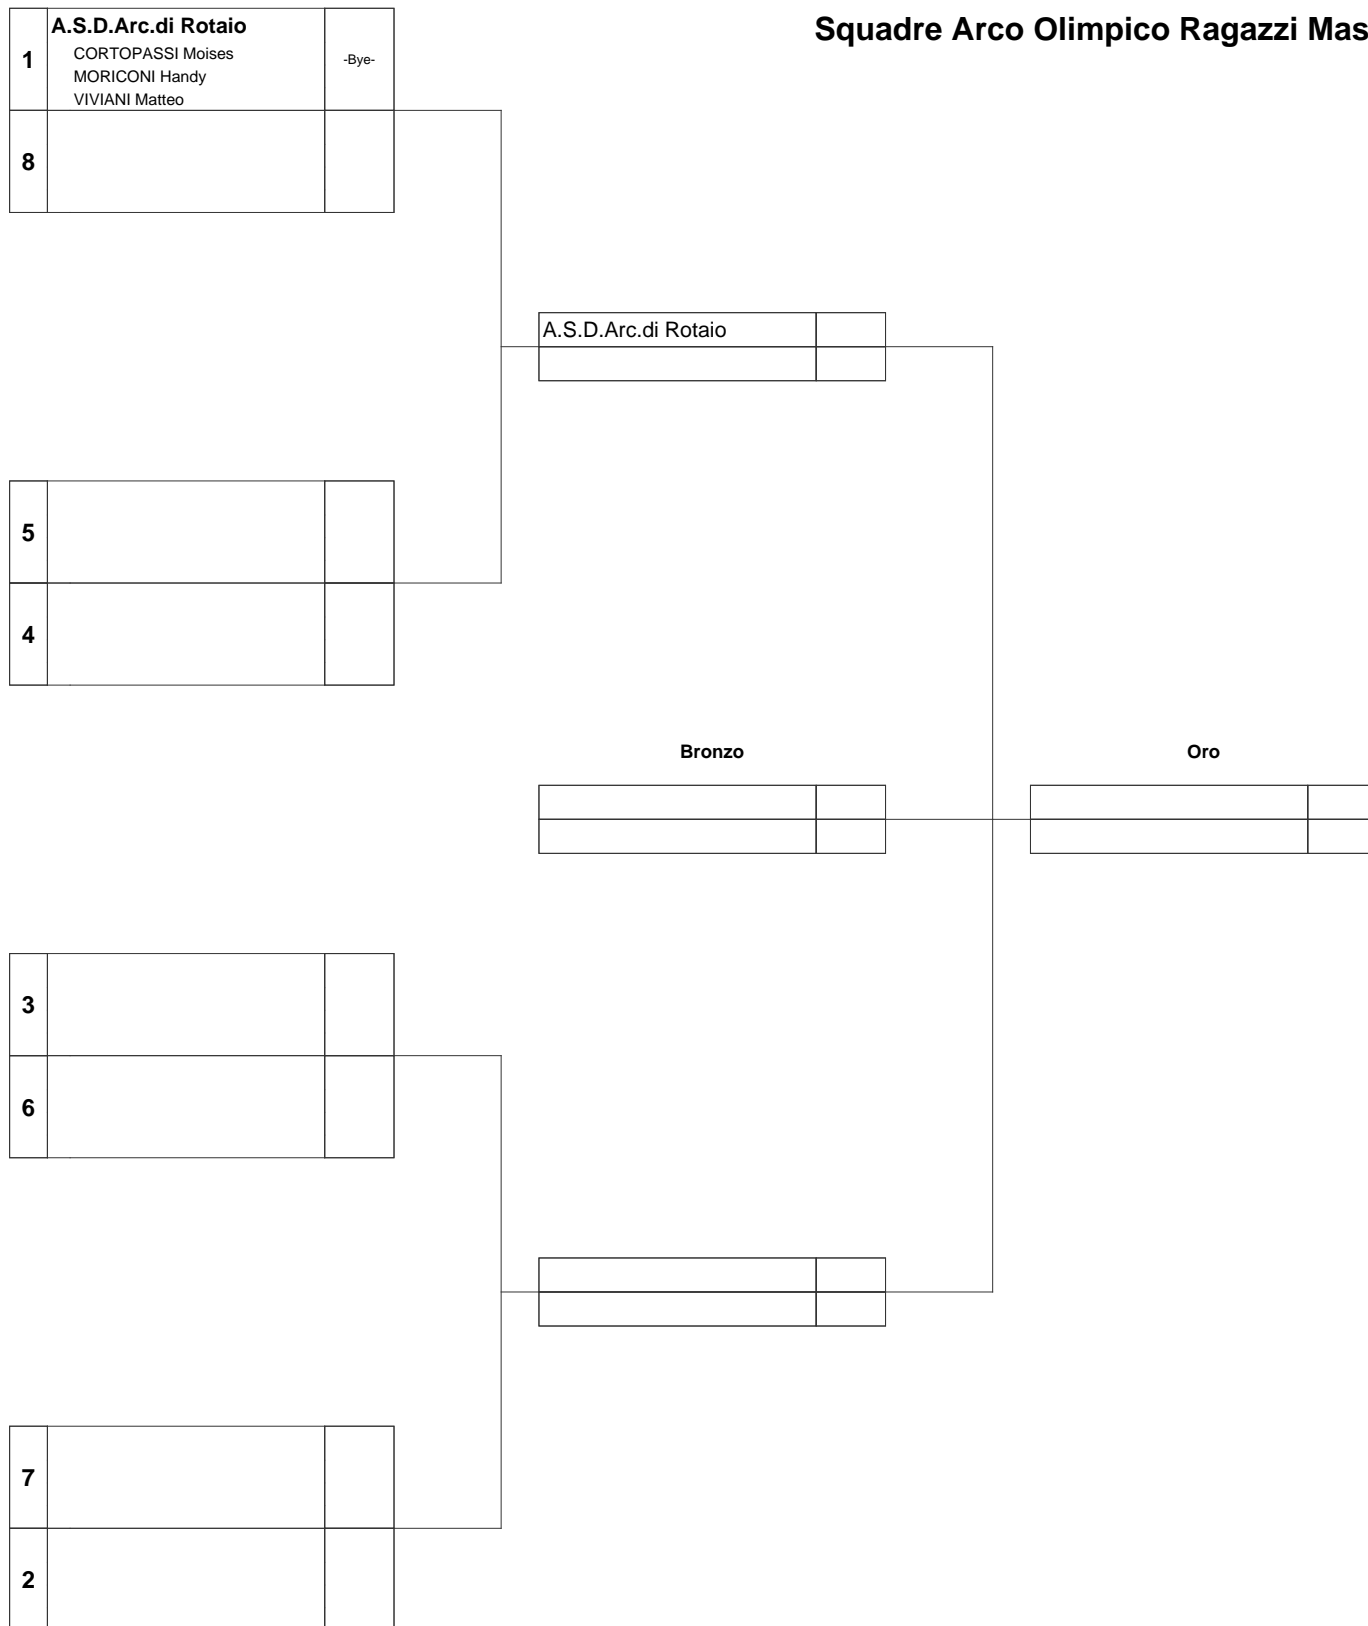 Squadre Arco Olimpico Ragazzi Mas
1
A.S.D.Arc.di Rotaio
CORTOPASSI Moises
MORICONI Handy
VIVIANI Matteo
-Bye-
8
A.S.D.Arc.di Rotaio
5
4
Bronzo
Oro
3
6
7
2